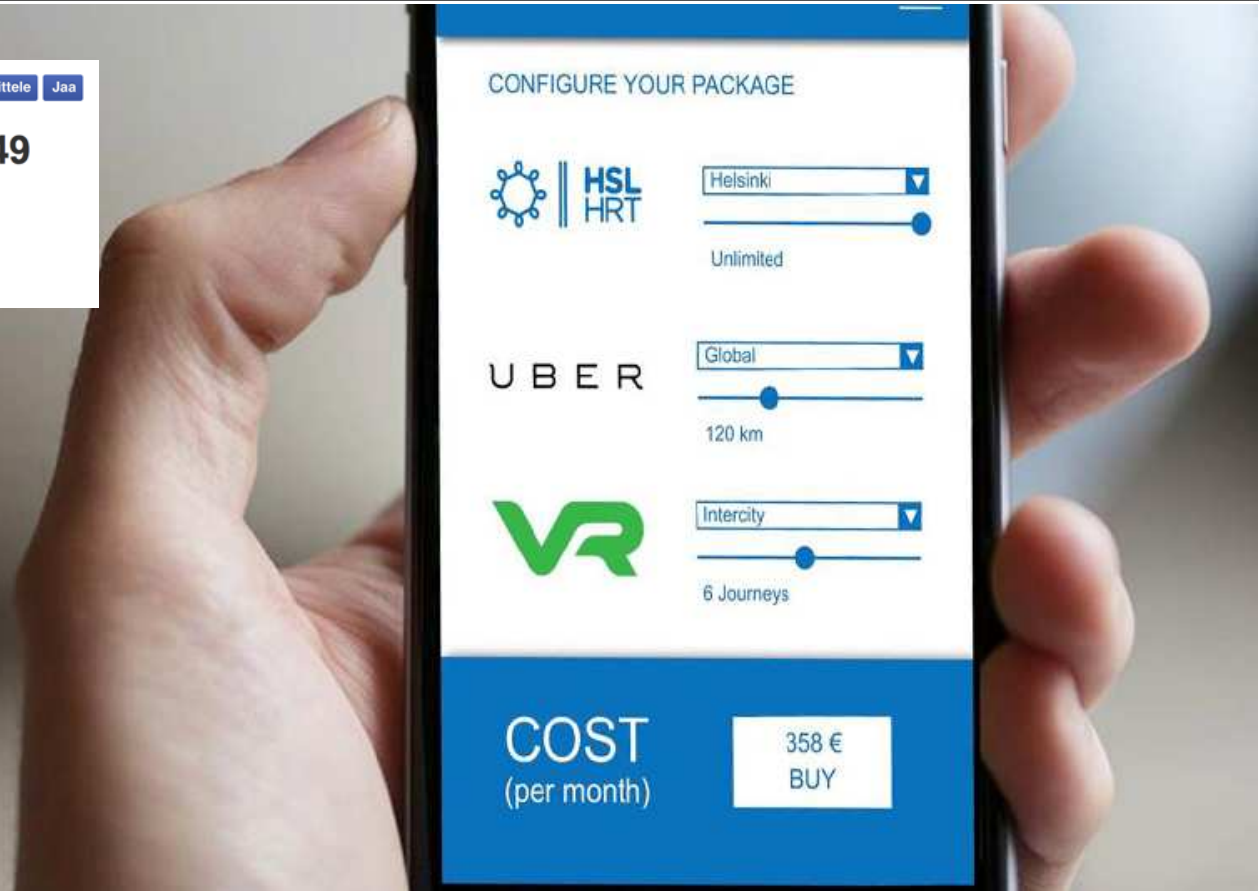 Jaa
49
CONFIGURE YOUR PACKAGE
HSL
HRT
Helsinki
Unlimited
UBER
Global
120 km
VR
Intercity
6 Journeys
COST
(per month)
358 €
BUY